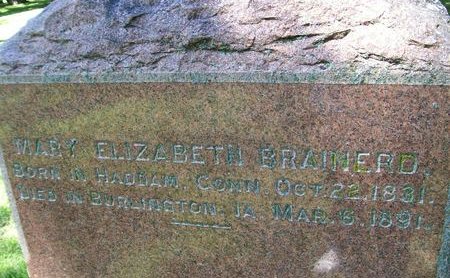 MARY ELIZABETH BRAINERD.
BORN IN HADDAM, CONN. OCT. 22, 1831.
DIED IN BURLINGTON, IA. MAR. 6, 1891.